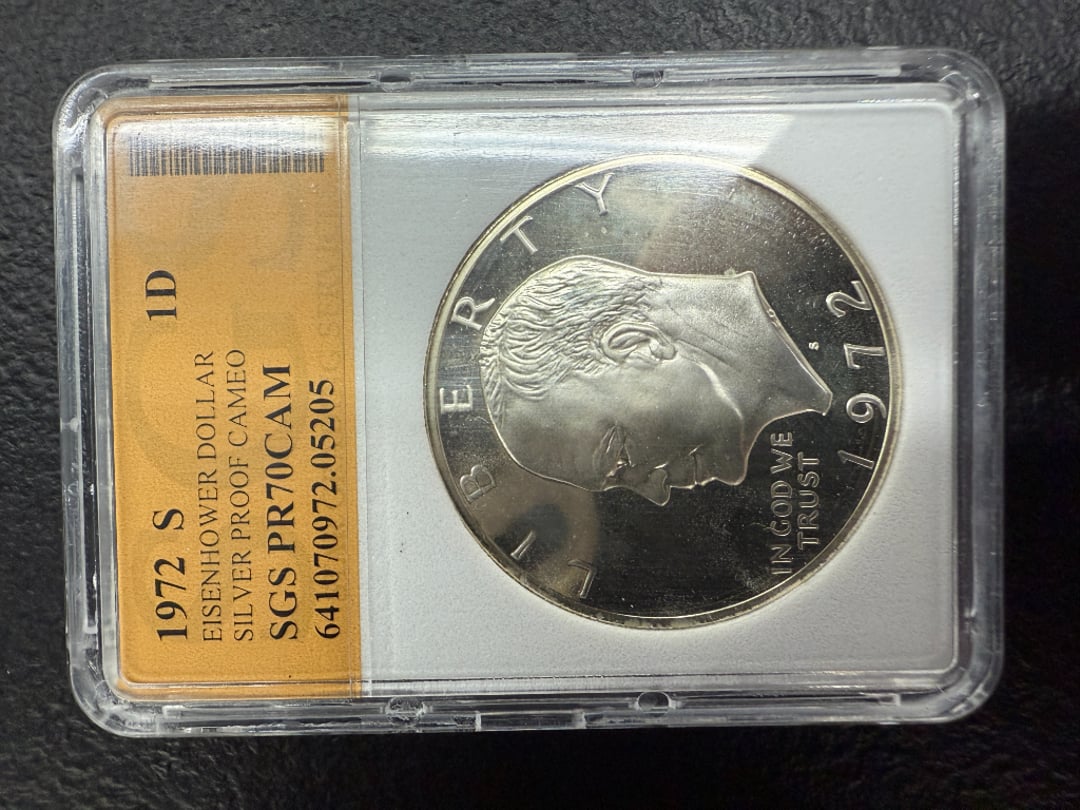 1972 S 1D
EISENHOWER DOLLAR
SILVER PROOF CAMEO
SGS PR70CAM
641070972.05205
LIBERTY
IN GOD WE
TRUST
S
1972